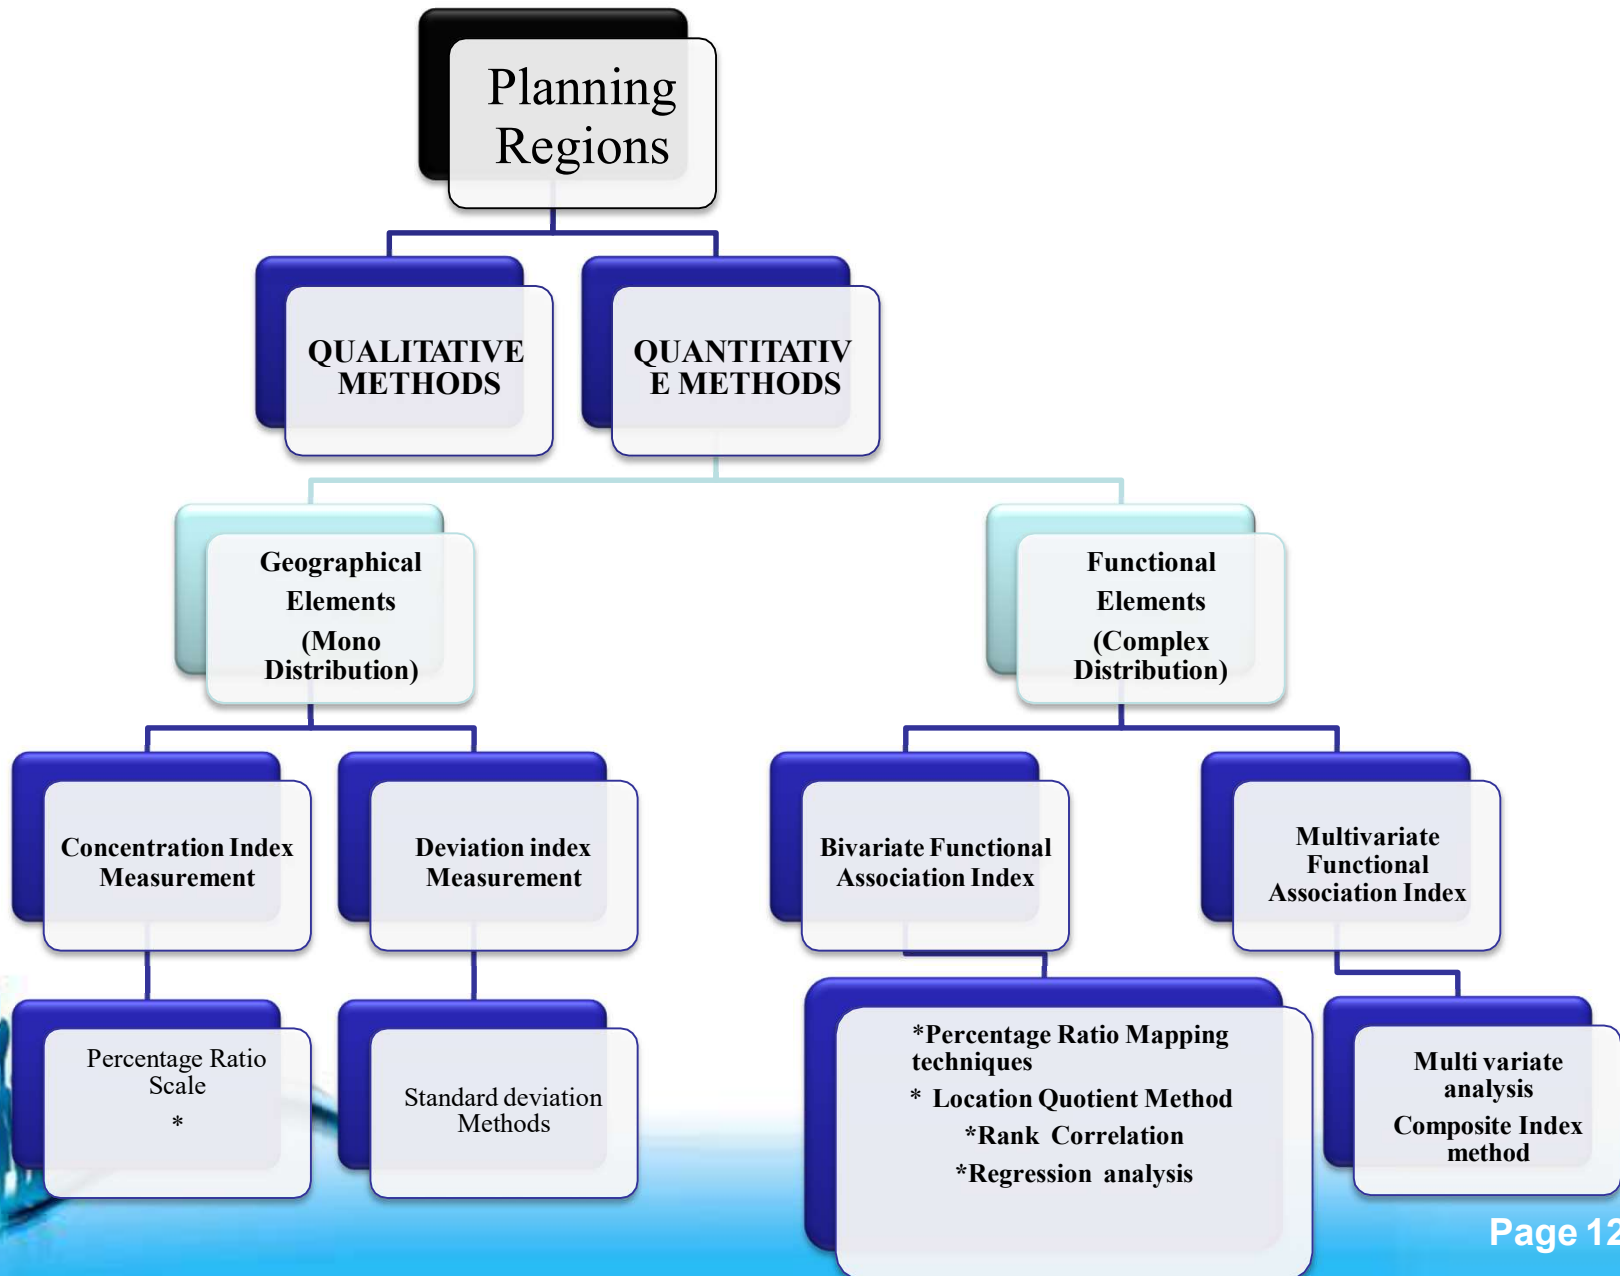 Planning
Regions
QUALITATIVE
METHODS
QUANTITATIV
E METHODS
Geographical
Elements
(Mono
Distribution)
Functional
Elements
(Complex
Distribution)
Concentration Index
Measurement
Deviation index
Measurement
Bivariate Functional
Association Index
Multivariate
Functional
Association Index
Percentage Ratio
Scale
*
Standard deviation
Methods
*Percentage Ratio Mapping
techniques
* Location Quotient Method
*Rank Correlation
*Regression analysis
Multi variate
analysis
Composite Index
method
Page 12